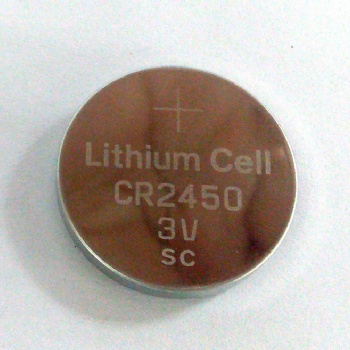 +
Lithium Cell
CR2450
3V
SC